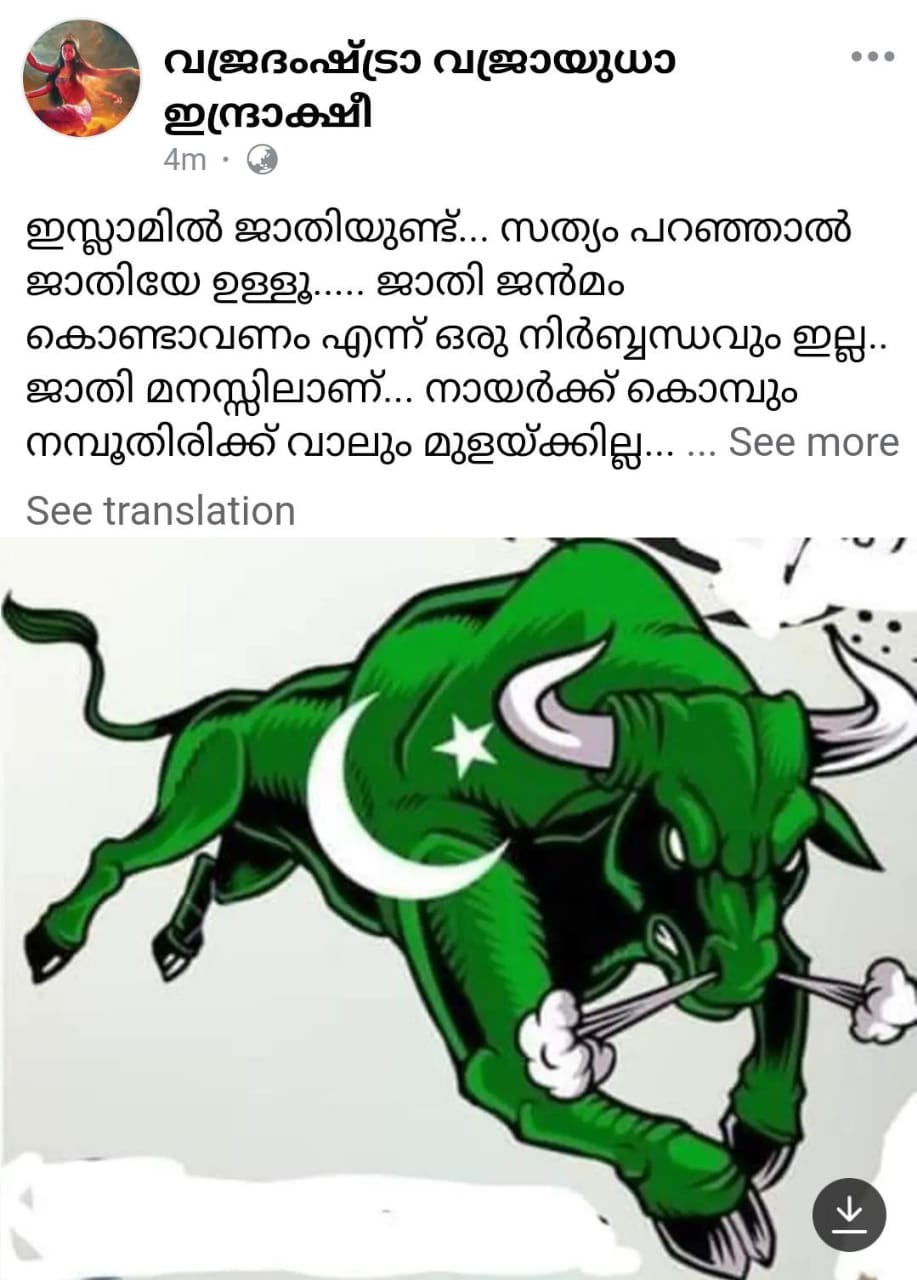 വജ്രദംഷ്ട്രാ വജ്രായുധാ
ഇന്ദ്രാക്ഷീ
4m ·
ഇസ്ലാമിൽ ജാതിയുണ്ട്... സത്യം പറഞ്ഞാൽ
ജാതിയേ ഉള്ളൂ..... ജാതി ജൻമം
കൊണ്ടാവണം എന്ന് ഒരു നിർബ്ബന്ധവും ഇല്ല..
ജാതി മനസ്സിലാണ്... നായർക്ക് കൊമ്പും
നമ്പൂതിരിക്ക് വാലും മുളയ്ക്കില്ല... ... See more
See translation